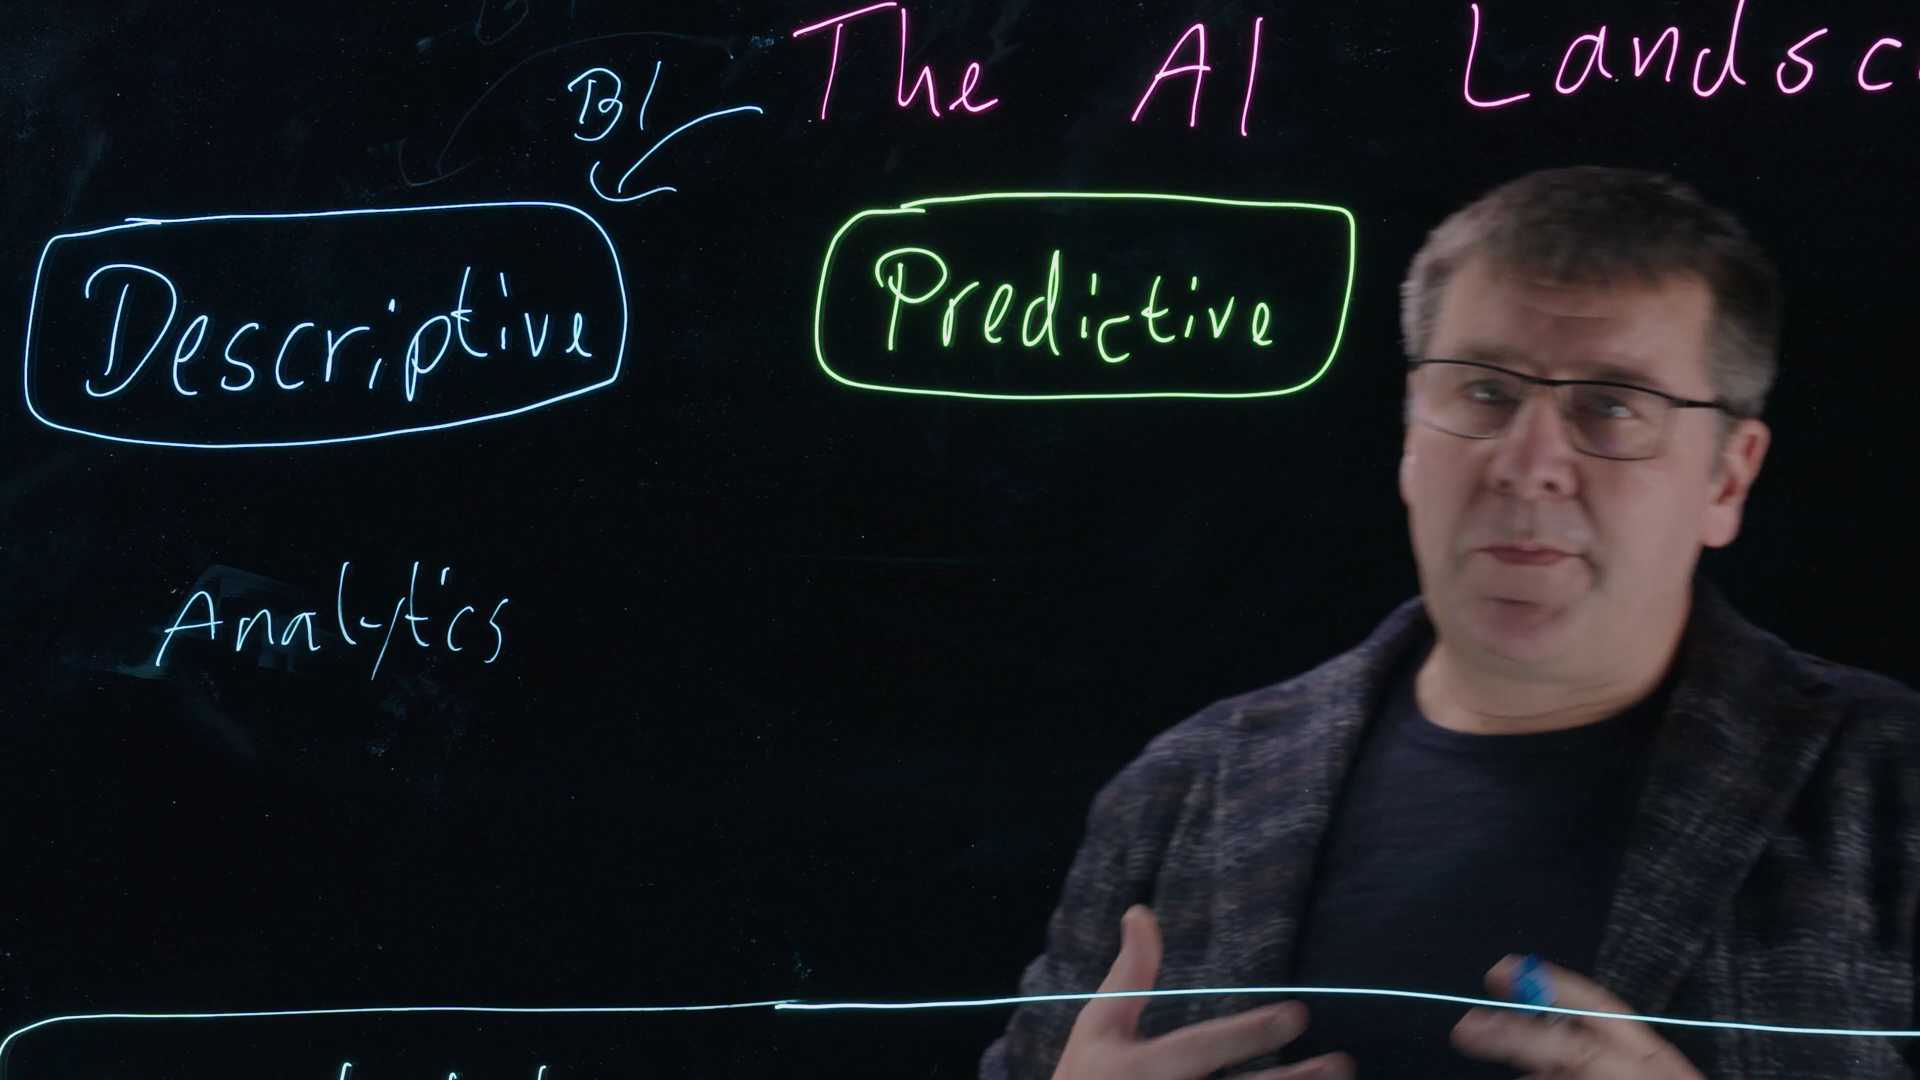 The AI Landsc
BI
Descriptive
Predictive
Analytics